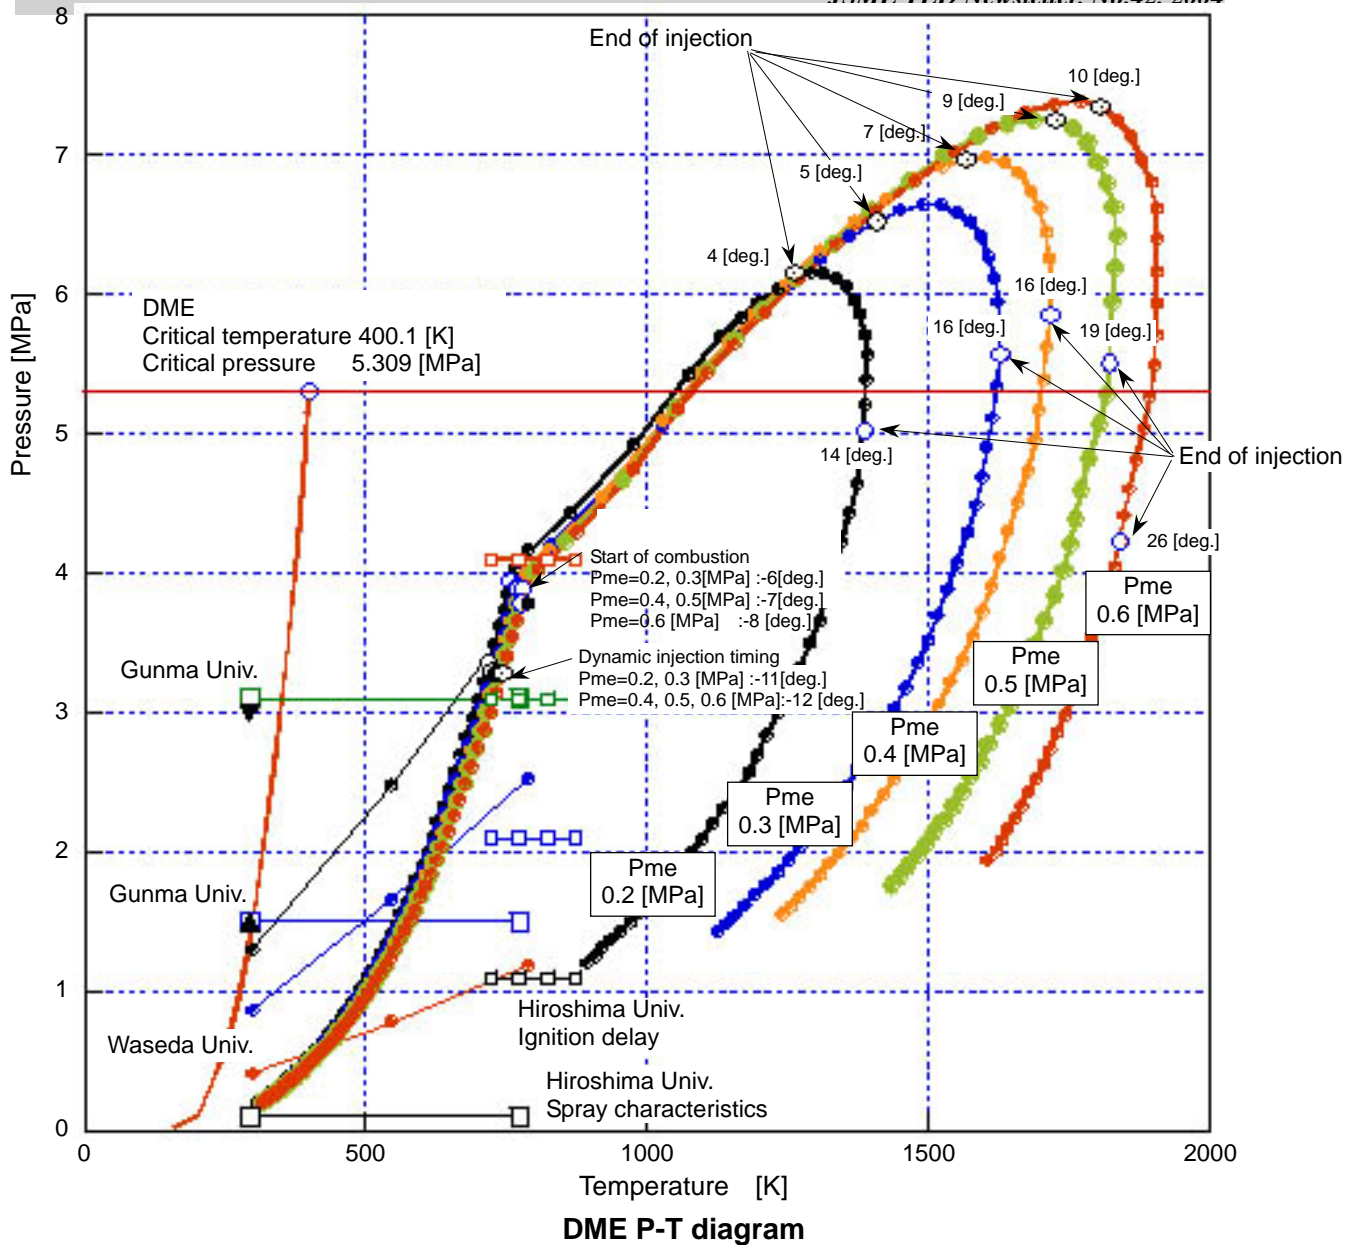 JSME TED Newsletter, No.42, 2004
8
End of injection
10 [deg.]
9 [deg.]
7 [deg.]
7
5 [deg.]
4 [deg.]
6
DME
Critical temperature 400.1 [K]
Critical pressure 5.309 [MPa]
16 [deg.]
16 [deg.]
19 [deg.]
Pressure [MPa]
5
14 [deg.]
End of injection
26 [deg.]
4
Start of combustion
Pme=0.2, 0.3[MPa] :-6[deg.]
Pme=0.4, 0.5[MPa] :-7[deg.]
Pme=0.6 [MPa] :-8 [deg.]
Pme
0.6 [MPa]
Gunma Univ.
Dynamic injection timing
Pme=0.2, 0.3 [MPa] :-11[deg.]
Pme=0.4, 0.5, 0.6 [MPa]:-12 [deg.]
Pme
0.5 [MPa]
3
Pme
0.4 [MPa]
Pme
0.3 [MPa]
2
Pme
0.2 [MPa]
Gunma Univ.
1
Hiroshima Univ.
Ignition delay
Waseda Univ.
Hiroshima Univ.
Spray characteristics
0
0 500 1000 1500 2000
Temperature [K]
DME P-T diagram